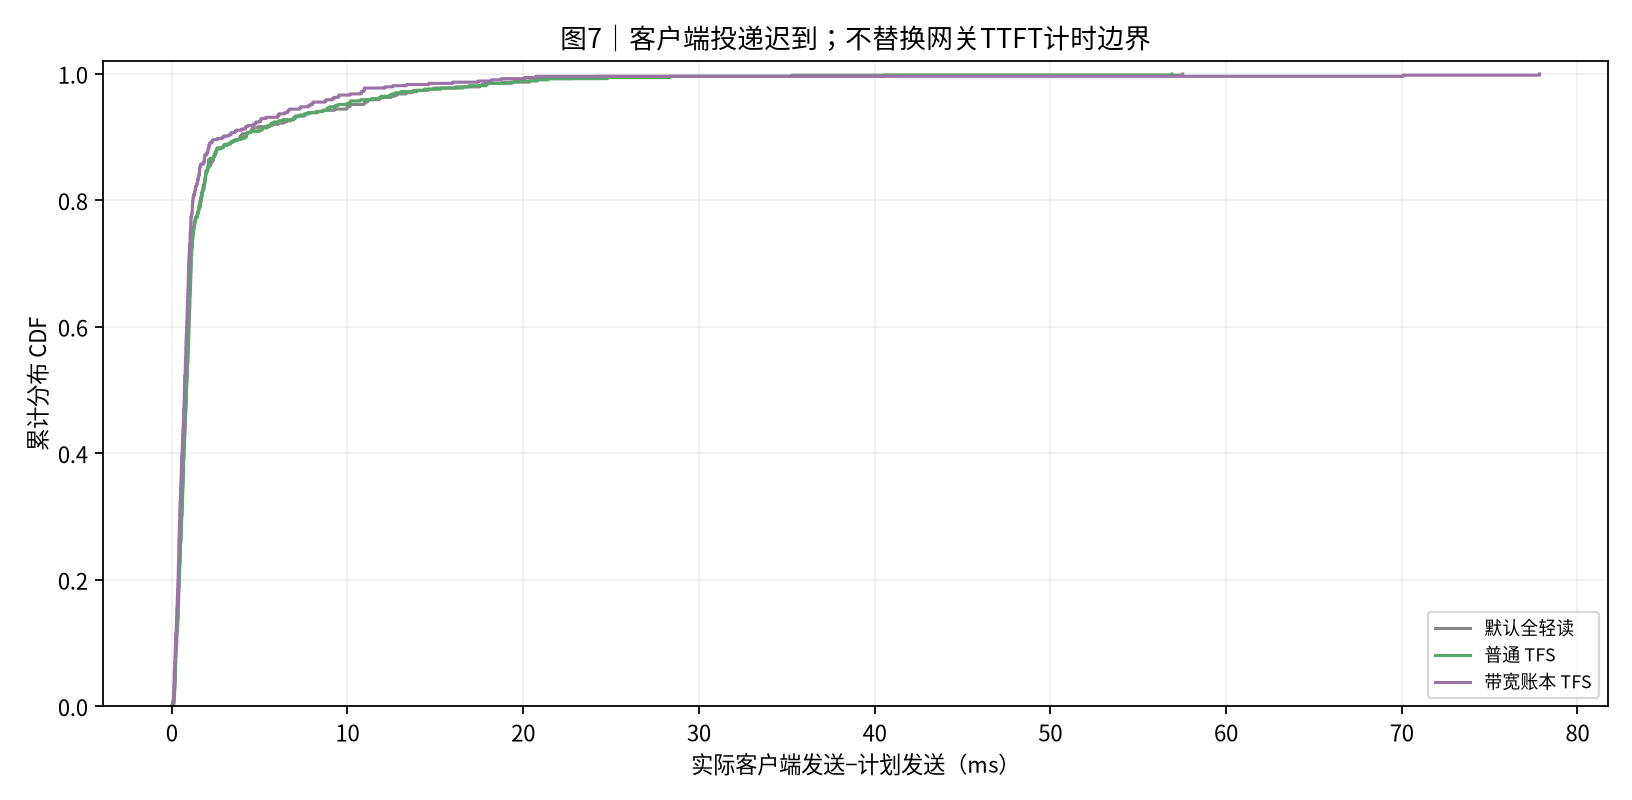 图7｜客户端投递迟到；不替换网关TTFT计时边界
累计分布 CDF
1.0
0.8
0.6
0.4
0.2
0.0
0 10 20 30 40 50 60 70 80
实际客户端发送−计划发送（ms）
默认全轻读
普通 TFS
带宽账本 TFS